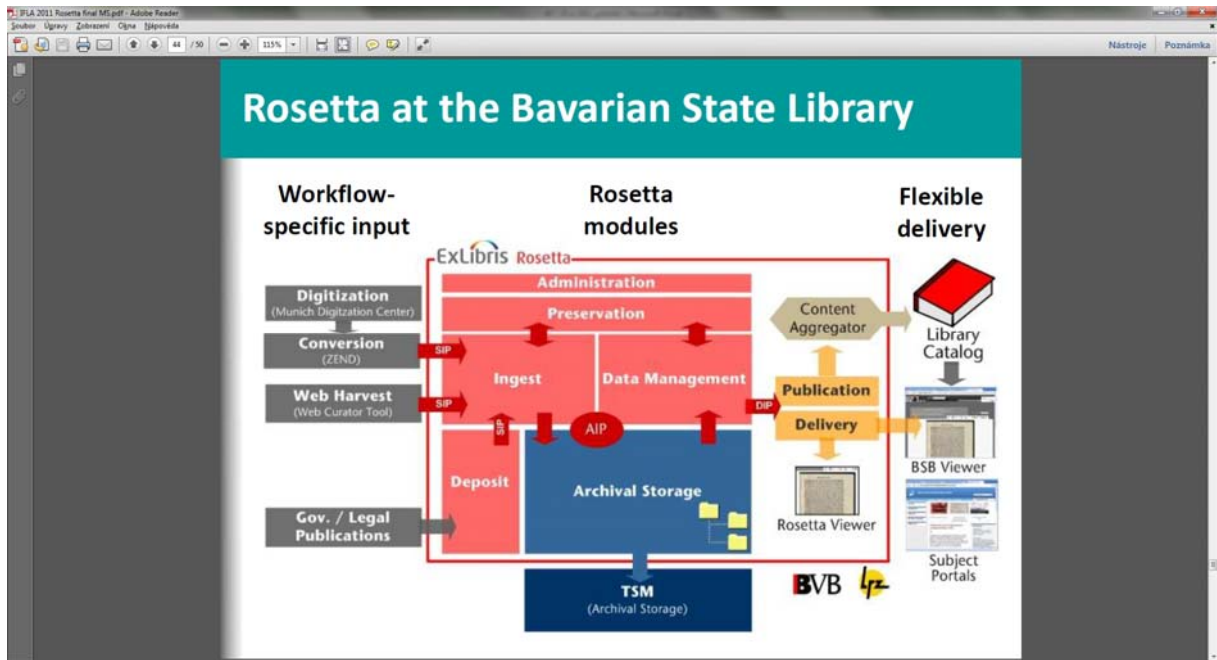 IFLA 2011 Rosetta final MS.pdf - Adobe Reader
Soubor Úpravy Zobrazení Okna Nápověda
44 / 50 115% Nástroje Poznámka
Rosetta at the Bavarian State Library
Workflow-
specific input
Rosetta
modules
Flexible
delivery
ExLibris Rosetta
Administration
Preservation
Digitization
(Munich Digitzation Center)
Conversion
(ZEND)
SIP
Web Harvest
(Web Curator Tool)
SIP
Ingest
Data Management
SIP
AIP
DIP
Deposit
Archival Storage
Gov. / Legal
Publications
TSM
(Archival Storage)
Content
Aggregator
Publication
Delivery
Rosetta Viewer
Library
Catalog
BSB Viewer
Subject
Portals
BVB lrz